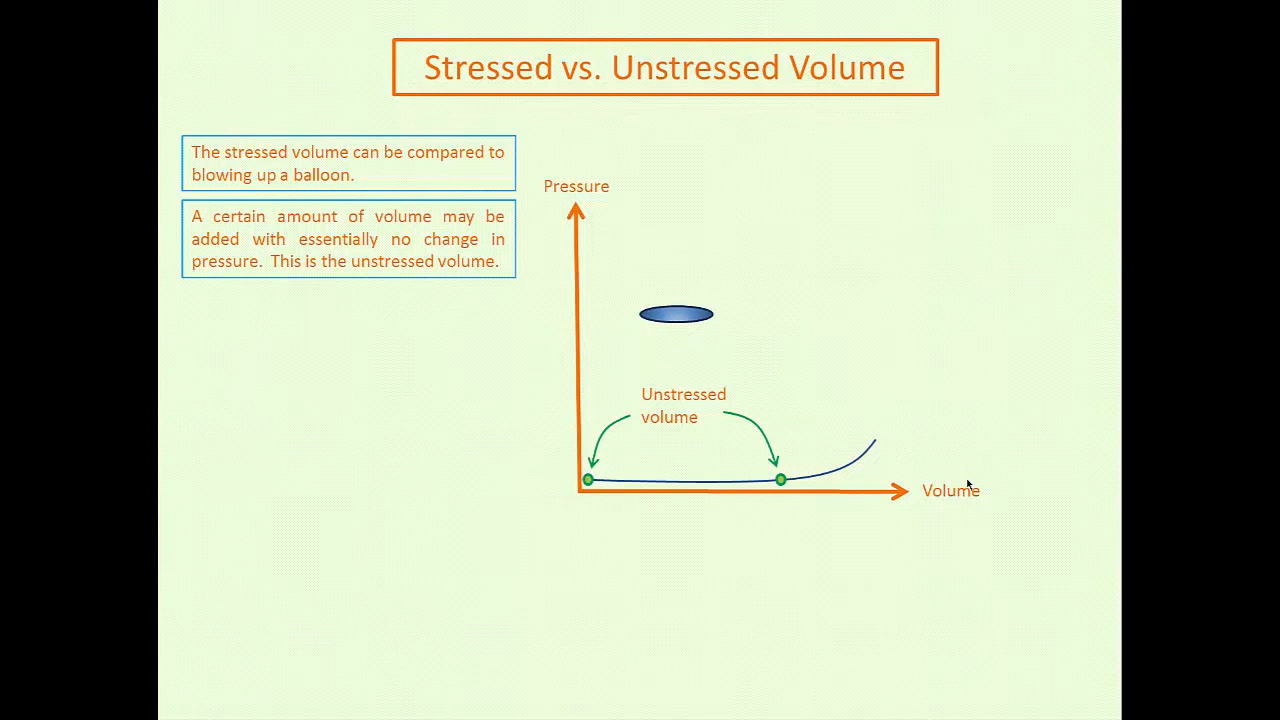 Stressed vs. Unstressed Volume
The stressed volume can be compared to
blowing up a balloon.
A certain amount of volume may be
added with essentially no change in
pressure. This is the unstressed volume.
Pressure
Unstressed
volume
Volume